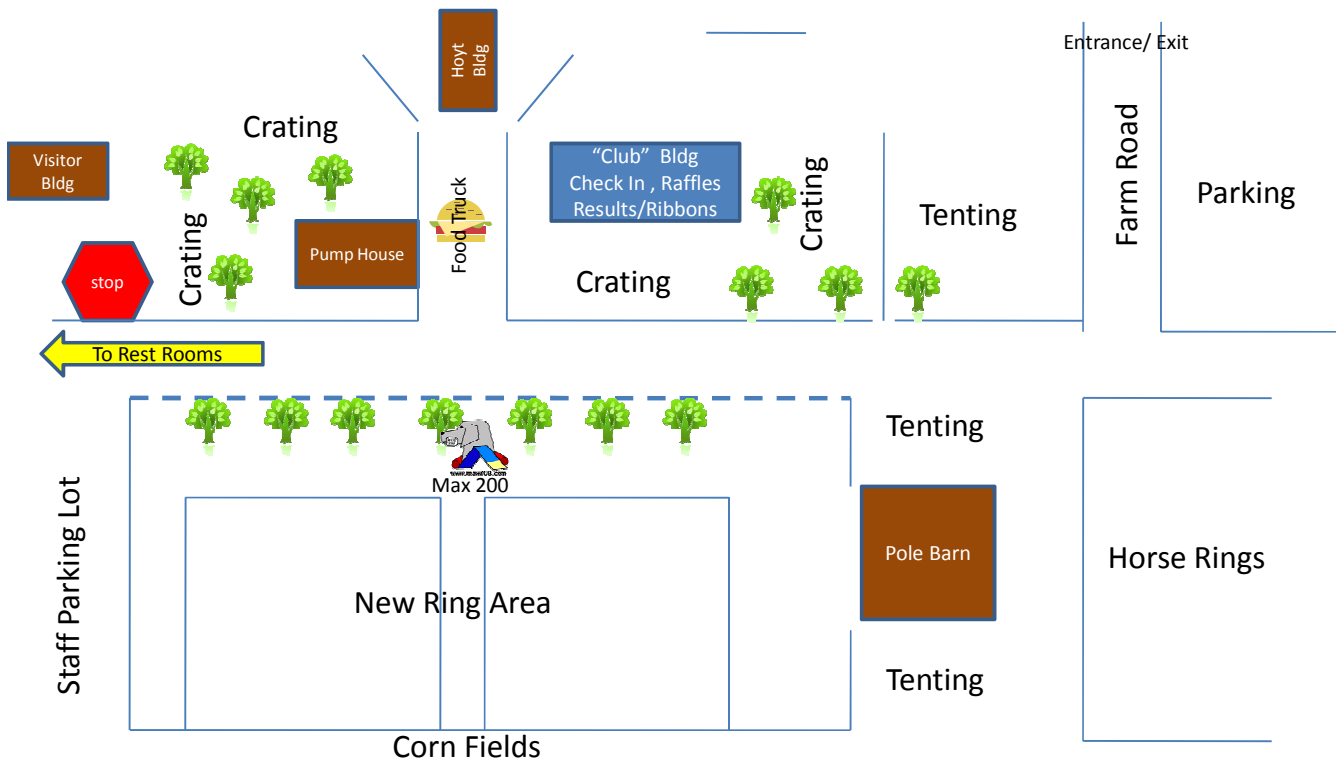 Entrance/ Exit
Hoyt
Bldg
Crating
Visitor
Bldg
"Club" Bldg
Check In , Raffles
Results/Ribbons
Crating
Tenting
Farm Road
Parking
Crating
Pump House
Food Truck
Crating
stop
To Rest Rooms
Tenting
Max 200
Staff Parking Lot
New Ring Area
Pole Barn
Horse Rings
Tenting
Corn Fields